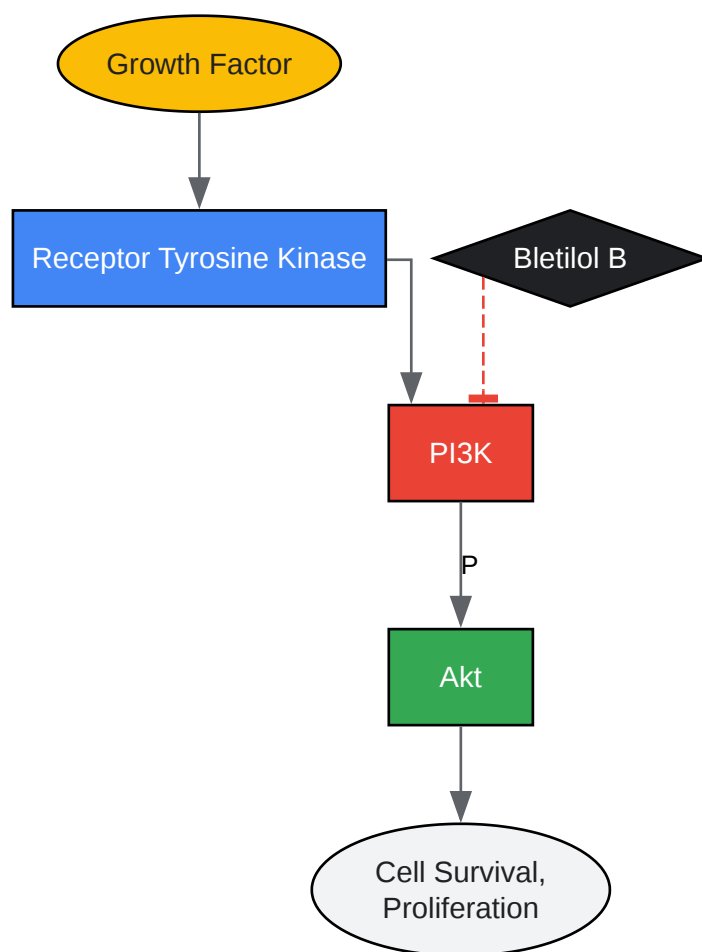 Growth Factor
Receptor Tyrosine Kinase
Bletilol B
PI3K
P
Akt
Cell Survival,
Proliferation